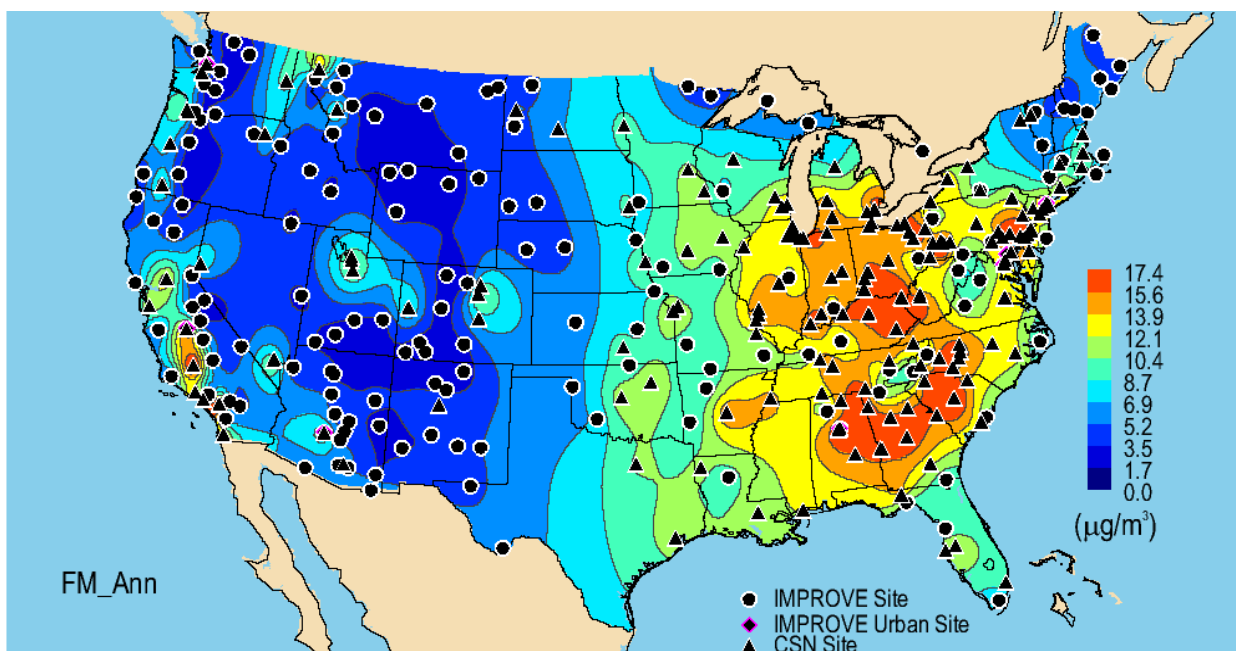 17.4
15.6
13.9
12.1
10.4
8.7
6.9
5.2
3.5
1.7
0.0
(μg/m³)
FM_Ann
IMPROVE Site
IMPROVE Urban Site
CSN Site